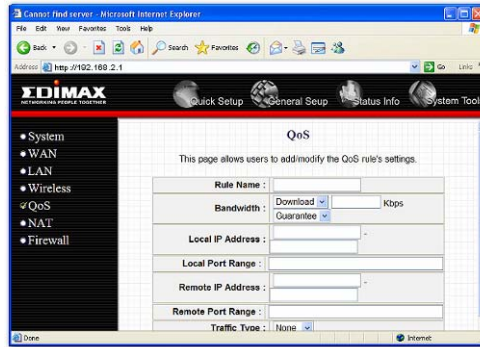 Cannot find server - Microsoft Internet Explorer
File Edit View Favorites Tools Help
Back Search Favorites
Address http://192.168.2.1 Go Links
EDIMAX
NETWORKING PEOPLE TOGETHER
Quick Setup General Seup Status Info System Tool
System
WAN
LAN
Wireless
QoS
NAT
Firewall
QoS
This page allows users to add/modify the QoS rule's settings.
Rule Name :
Bandwidth : Download Kbps
Guarantee
Local IP Address : -
Local Port Range :
Remote IP Address : -
Remote Port Range :
Traffic Type : None
Done Internet